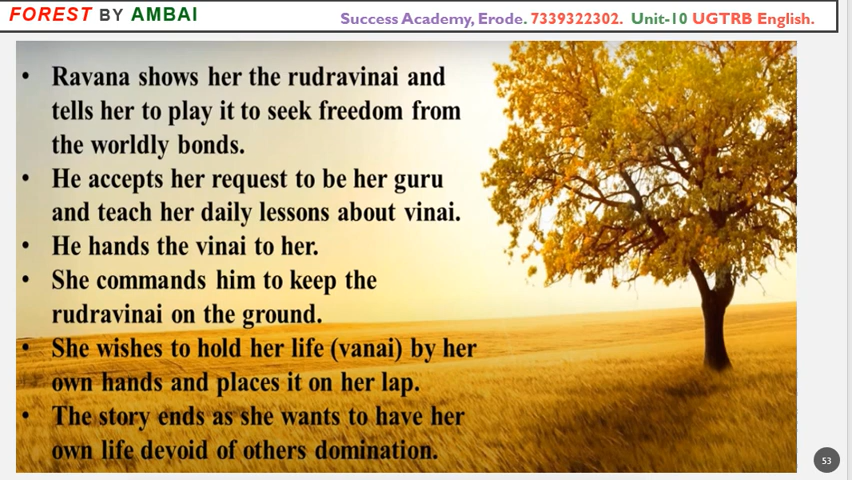 FOREST BY AMBAI
Success Academy, Erode. 7339322302. Unit-10 UGTRB English.
• Ravana shows her the rudravinai and
tells her to play it to seek freedom from
the worldly bonds.
• He accepts her request to be her guru
and teach her daily lessons about vinai.
• He hands the vinai to her.
• She commands him to keep the
rudravinai on the ground.
• She wishes to hold her life (vanai) by her
own hands and places it on her lap.
• The story ends as she wants to have her
own life devoid of others domination.
53